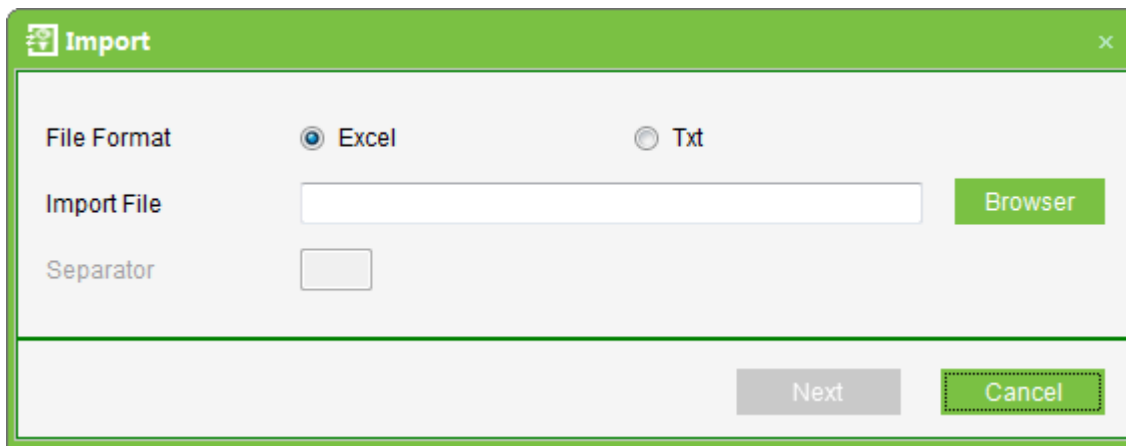 Import
File Format Excel Txt
Import File Browser
Separator
Next Cancel